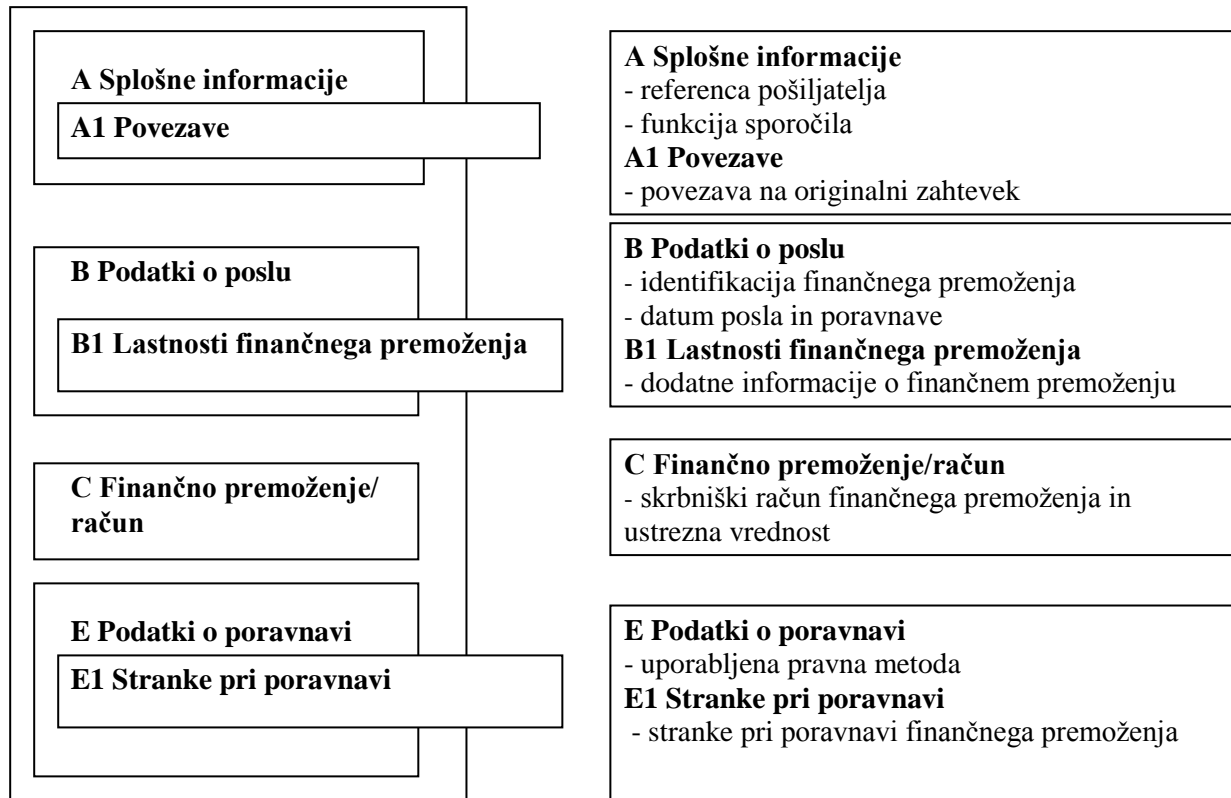 A Splošne informacije
A1 Povezave
B Podatki o poslu
B1 Lastnosti finančnega premoženja
C Finančno premoženje/
račun
E Podatki o poravnavi
E1 Stranke pri poravnavi
A Splošne informacije
- referenca pošiljatelja
- funkcija sporočila
A1 Povezave
- povezava na originalni zahtevek
B Podatki o poslu
- identifikacija finančnega premoženja
- datum posla in poravnave
B1 Lastnosti finančnega premoženja
- dodatne informacije o finančnem premoženju
C Finančno premoženje/račun
- skrbniški račun finančnega premoženja in
ustrezna vrednost
E Podatki o poravnavi
- uporabljena pravna metoda
E1 Stranke pri poravnavi
- stranke pri poravnavi finančnega premoženja